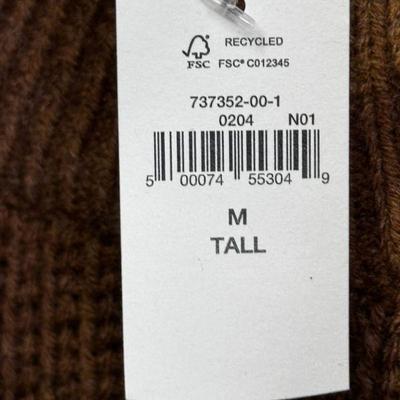 RECYCLED
FSC FSC® C012345
737352-00-1
0204 N01
5 00074 55304 9
M
TALL